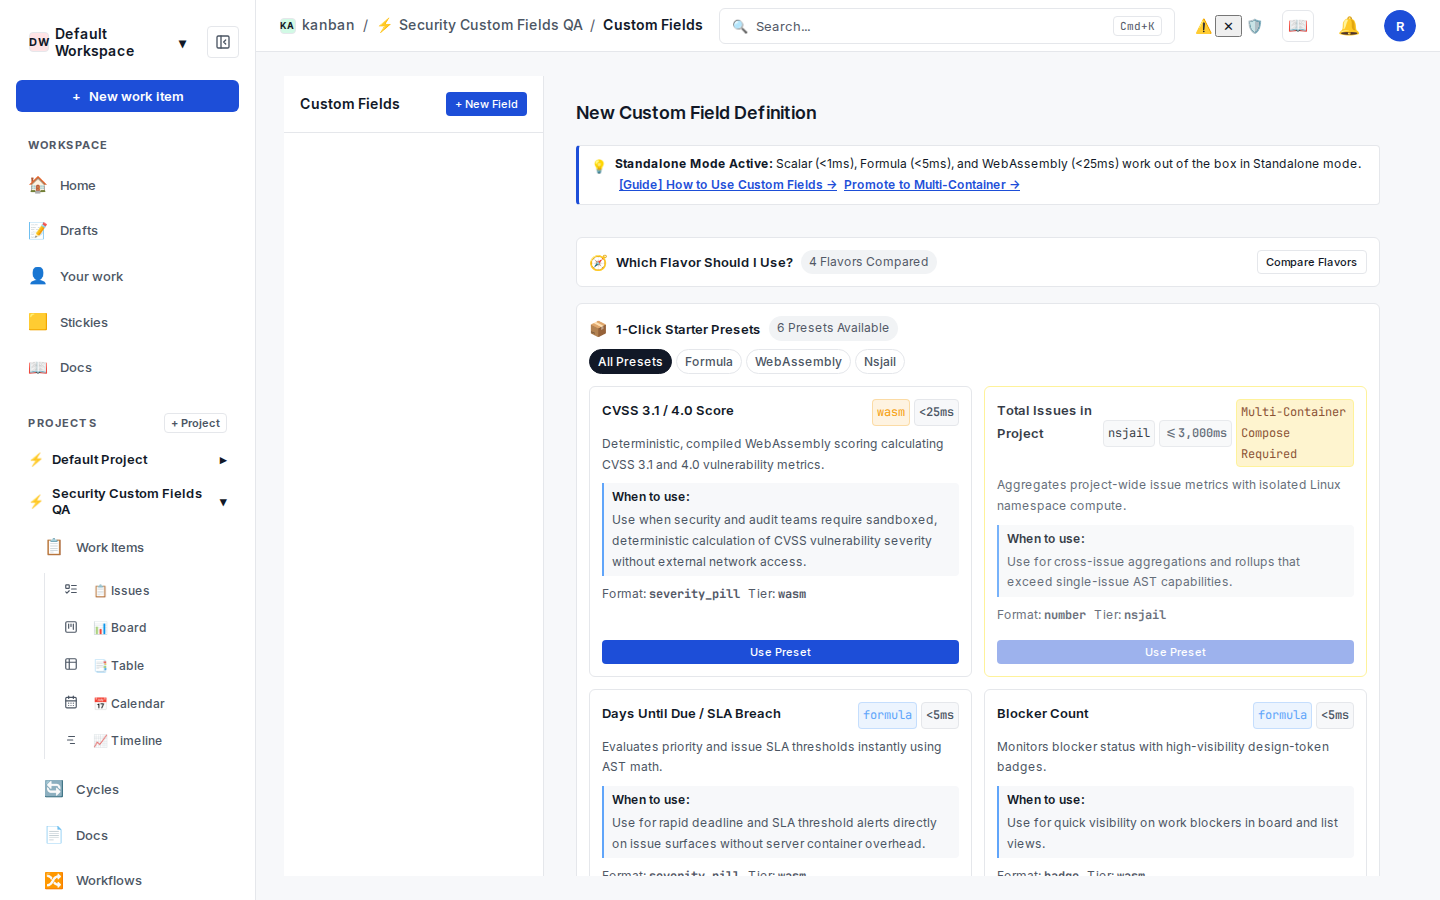 DW Default Workspace ▼
+ New work item
WORKSPACE
Home
Drafts
Your work
Stickies
Docs
PROJECTS + Project
Default Project
Security Custom Fields QA
Work Items
Issues
Board
Table
Calendar
Timeline
Cycles
Docs
Workflows
KA kanban / Security Custom Fields QA / Custom Fields
Search... Cmd+K
R
Custom Fields + New Field
New Custom Field Definition
Standalone Mode Active: Scalar (<1ms), Formula (<5ms), and WebAssembly (<25ms) work out of the box in Standalone mode.
[Guide] How to Use Custom Fields → Promote to Multi-Container →
Which Flavor Should I Use? 4 Flavors Compared Compare Flavors
1-Click Starter Presets 6 Presets Available
All Presets Formula WebAssembly Nsjail
CVSS 3.1 / 4.0 Score wasm <25ms
Deterministic, compiled WebAssembly scoring calculating
CVSS 3.1 and 4.0 vulnerability metrics.
When to use:
Use when security and audit teams require sandboxed,
deterministic calculation of CVSS vulnerability severity
without external network access.
Format: severity_pill Tier: wasm
Use Preset
Total Issues in
Project nsjail ≤3,000ms
Multi-Container
Compose
Required
Aggregates project-wide issue metrics with isolated Linux
namespace compute.
When to use:
Use for cross-issue aggregations and rollups that
exceed single-issue AST capabilities.
Format: number Tier: nsjail
Use Preset
Days Until Due / SLA Breach formula <5ms
Evaluates priority and issue SLA thresholds instantly using
AST math.
When to use:
Use for rapid deadline and SLA threshold alerts directly
on issue surfaces without server container overhead.
Format: severity_pill Tier: wasm
Blocker Count formula <5ms
Monitors blocker status with high-visibility design-token
badges.
When to use:
Use for quick visibility on work blockers in board and list
views.
Format: badge Tier: wasm